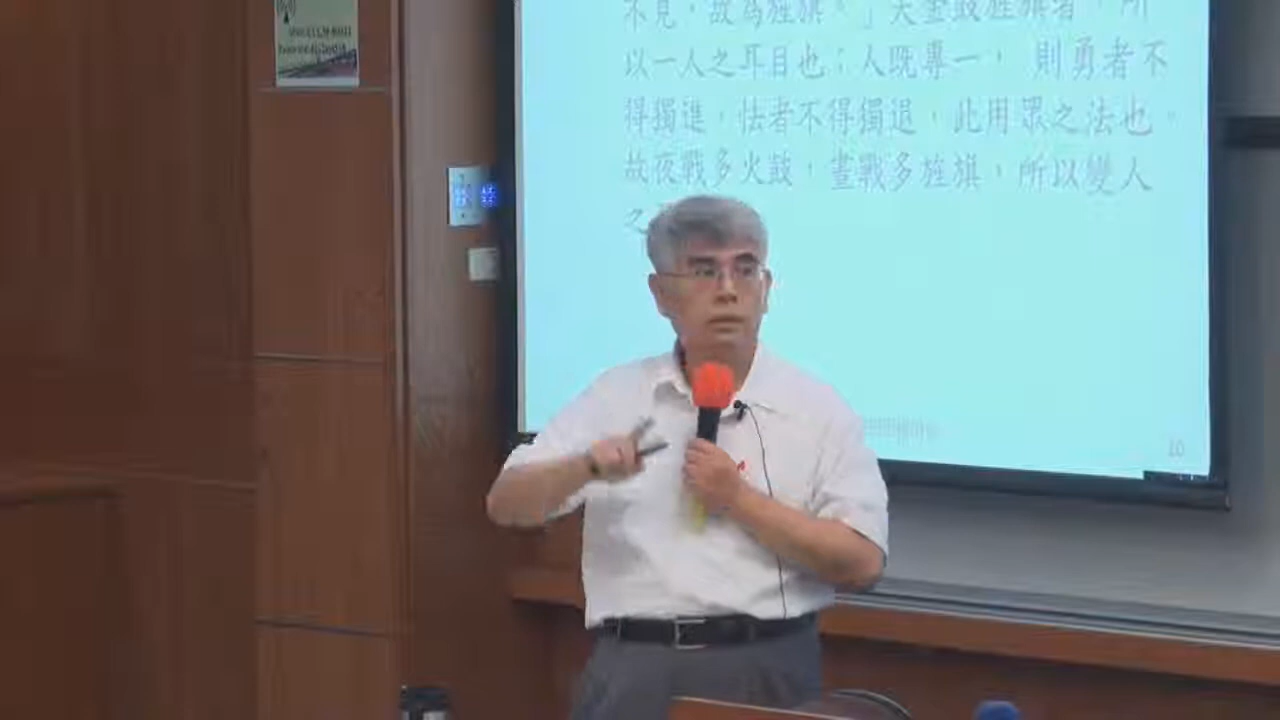 不見，故為旌旗。」夫金鼓旌旗者，所
以一人之耳目也；人既專一， 則勇者不
得獨進，怯者不得獨退，此用眾之法也。
故夜戰多火鼓，晝戰多旌旗，所以變人
之
10